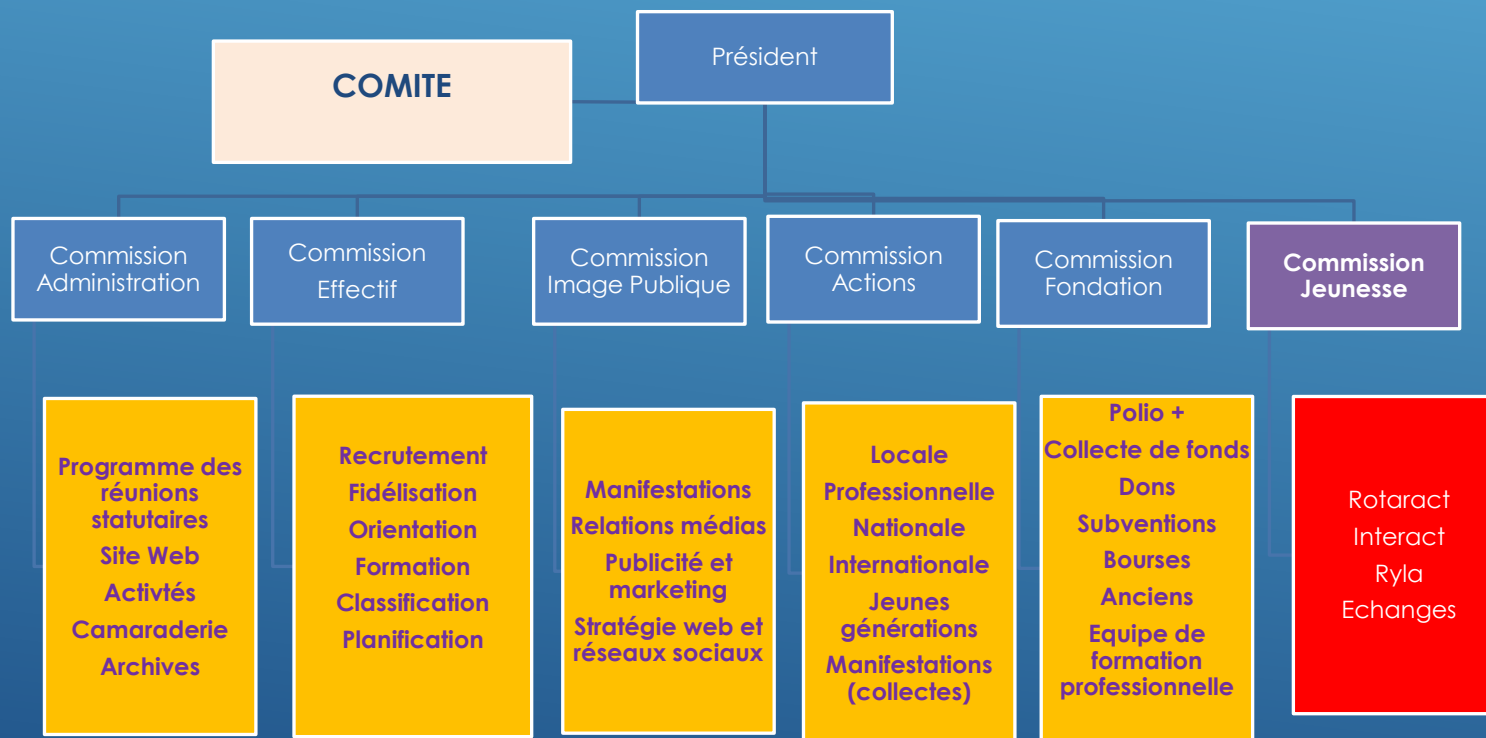 COMITE
Président
Commission
Administration
Commission
Effectif
Commission
Image Publique
Commission
Actions
Commission
Fondation
Commission
Jeunesse
Programme des
réunions
statutaires
Site Web
Activtés
Camaraderie
Archives
Recrutement
Fidélisation
Orientation
Formation
Classification
Planification
Manifestations
Relations médias
Publicité et
marketing
Stratégie web et
réseaux sociaux
Locale
Professionnelle
Nationale
Internationale
Jeunes
générations
Manifestations
(collectes)
Polio +
Collecte de fonds
Dons
Subventions
Bourses
Anciens
Equipe de
formation
professionnelle
Rotaract
Interact
Ryla
Echanges